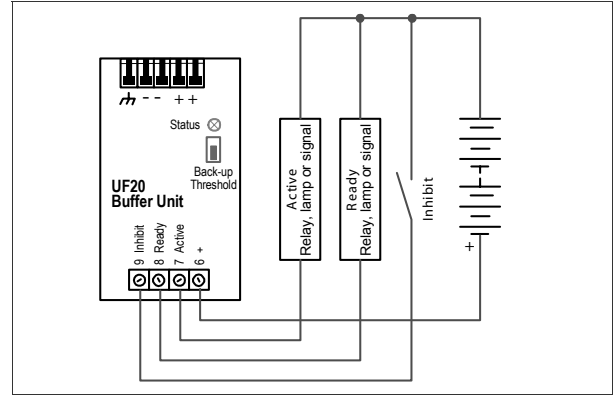 - - + +
Status
Back-up
Threshold
UF20
Buffer Unit
9 Inhibit
8 Ready
7 Active
6 +
Active
Relay, lamp or signal
Ready
Relay, lamp or signal
Inhibit
+